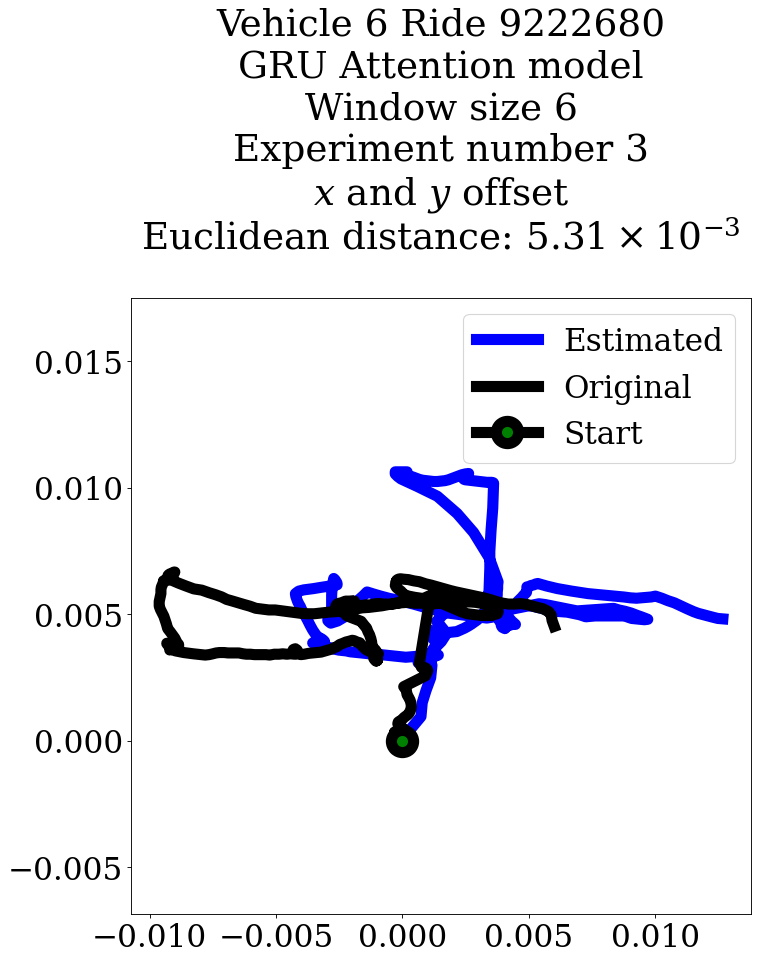 Vehicle 6 Ride 9222680
GRU Attention model
Window size 6
Experiment number 3
x and y offset
Euclidean distance: 5.31 × 10⁻³
Estimated
Original
Start
0.015
0.010
0.005
0.000
−0.005
−0.010 −0.005 0.000 0.005 0.010